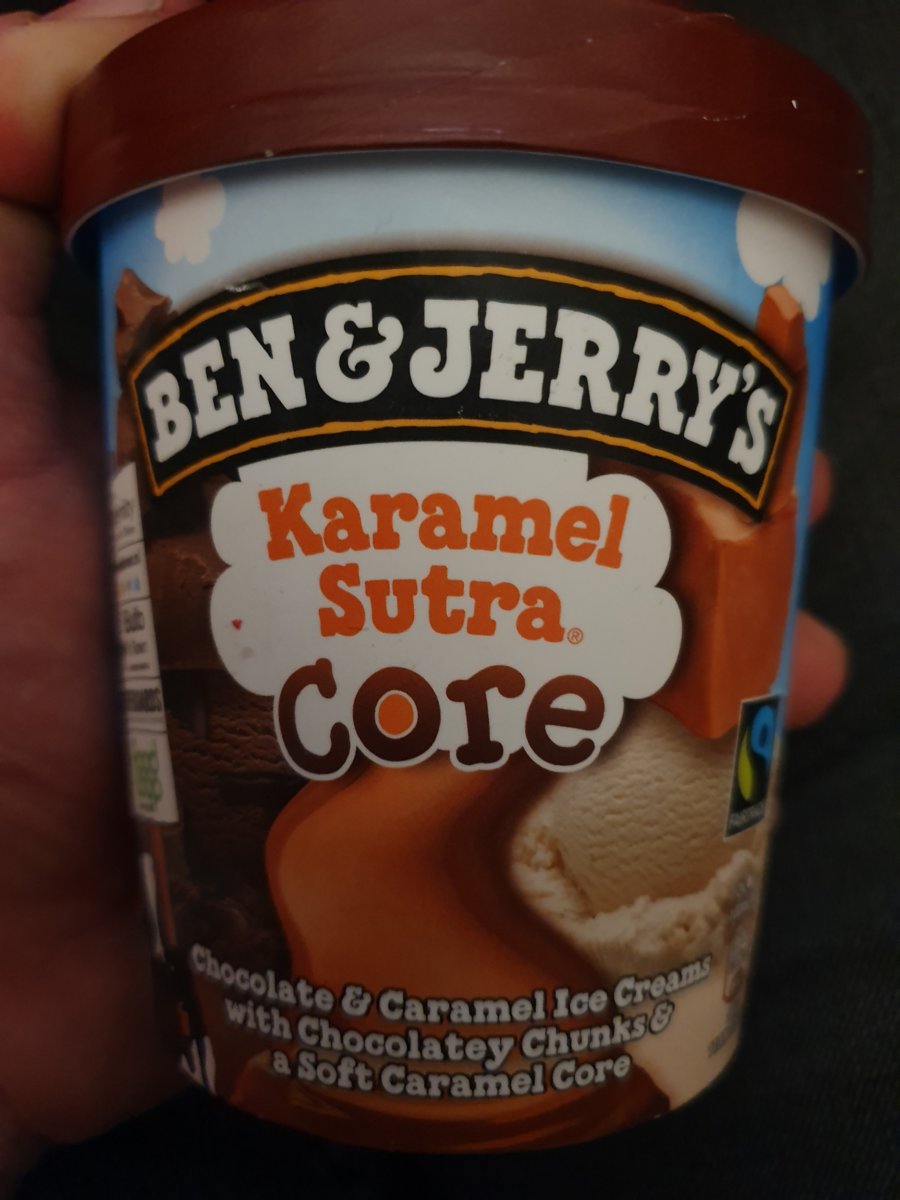 BEN & JERRY'S
Karamel
Sutra®
Core
Chocolate & Caramel Ice Creams
with Chocolatey Chunks &
a Soft Caramel Core